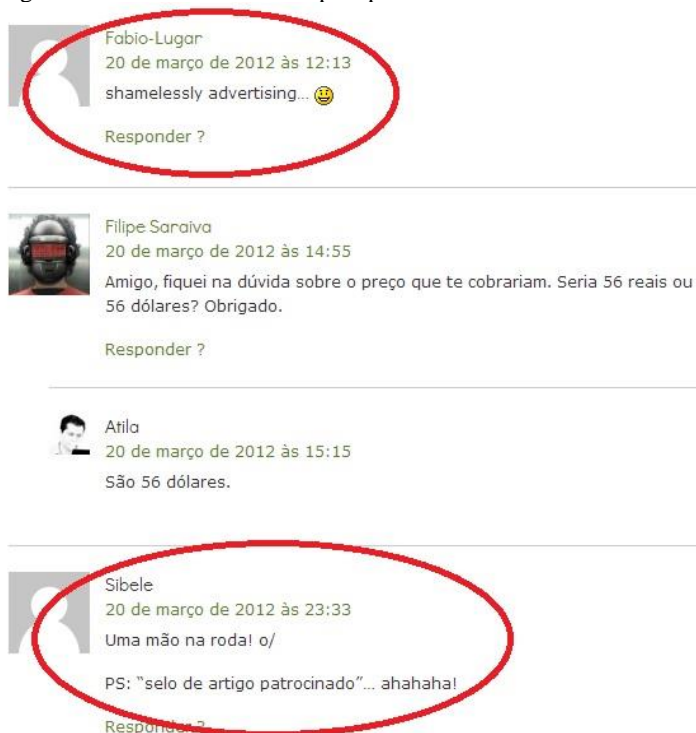 Fabio-Lugar
20 de março de 2012 às 12:13
shamelessly advertising...
Responder ?
Filipe Saraiva
20 de março de 2012 às 14:55
Amigo, fiquei na dúvida sobre o preço que te cobrariam. Seria 56 reais ou
56 dólares? Obrigado.
Responder ?
Atila
20 de março de 2012 às 15:15
São 56 dólares.
Sibele
20 de março de 2012 às 23:33
Uma mão na roda! o/
PS: “selo de artigo patrocinado”... ahahaha!
Responder ?